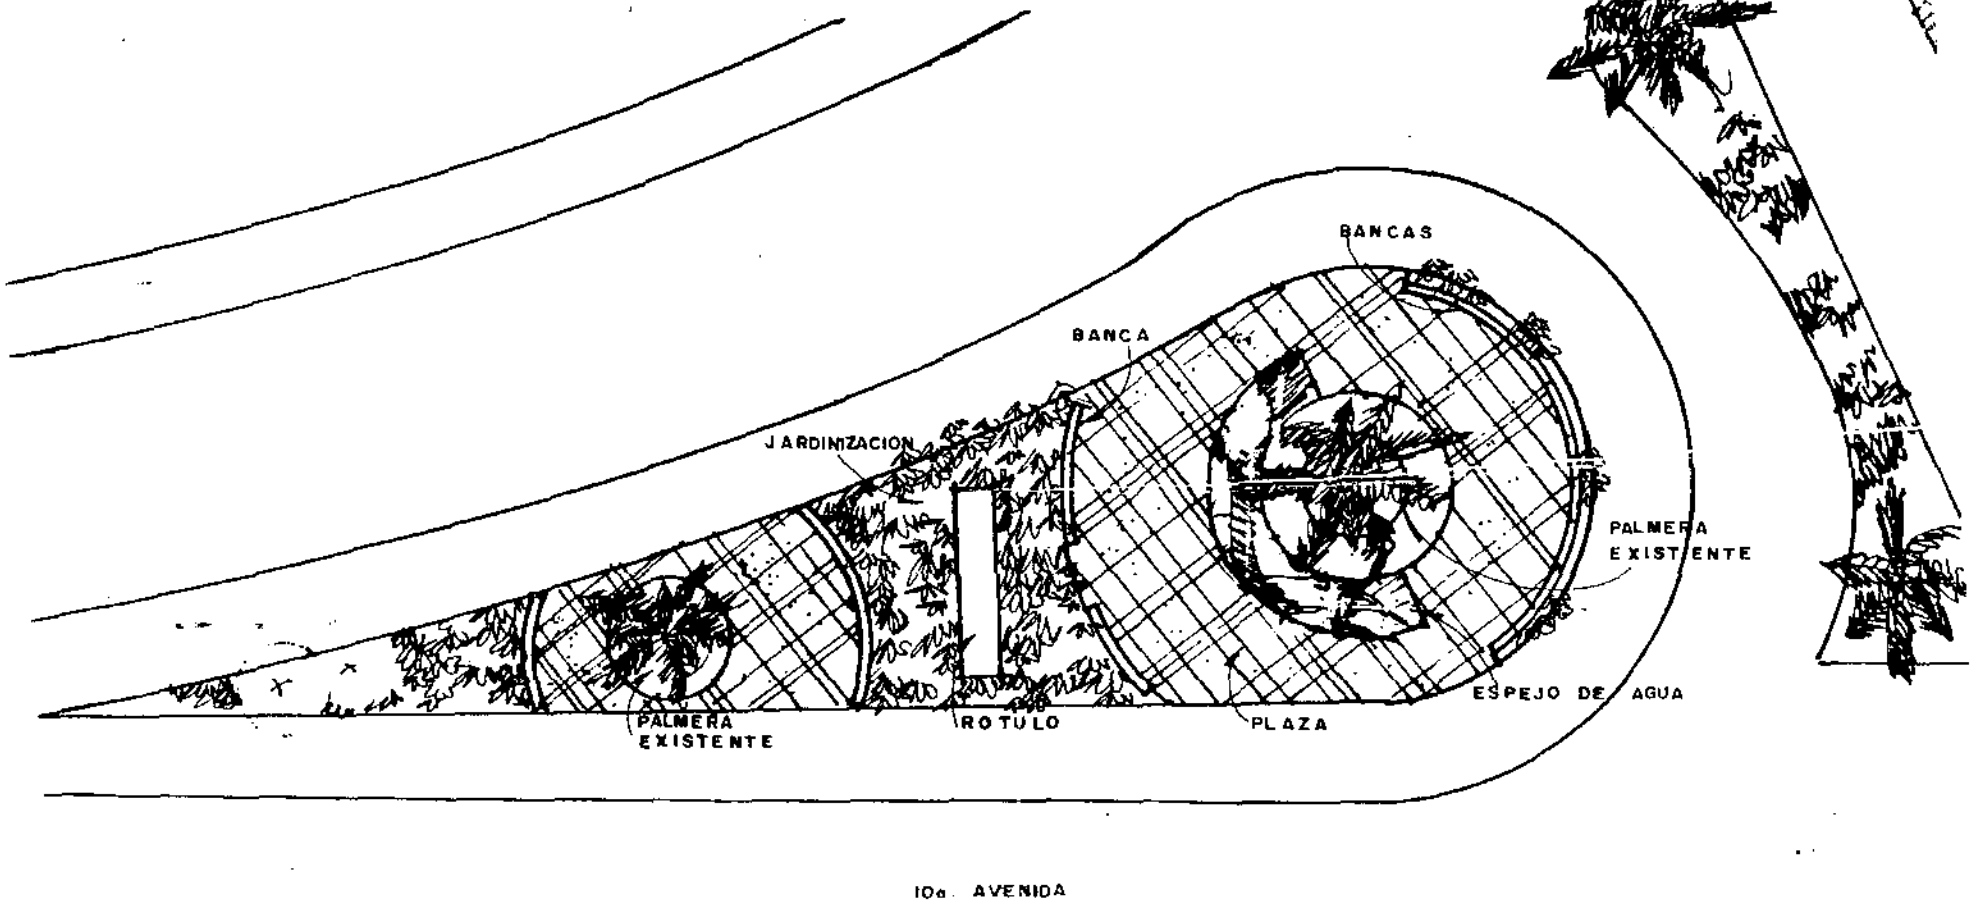 BANCAS
BANCA
JARDINIZACION
PALMERA
EXISTENTE
ESPEJO DE AGUA
PALMERA
EXISTENTE
ROTULO
PLAZA
10a. AVENIDA